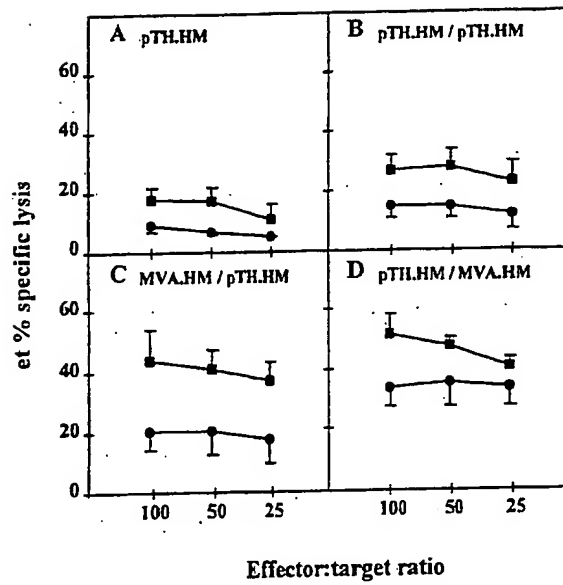 A pTH.HM
B pTH.HM / pTH.HM
60
40
20
0
C MVA.HM / pTH.HM
D pTH.HM / MVA.HM
60
40
20
0
100 50 25
100 50 25
et % specific lysis
Effector:target ratio